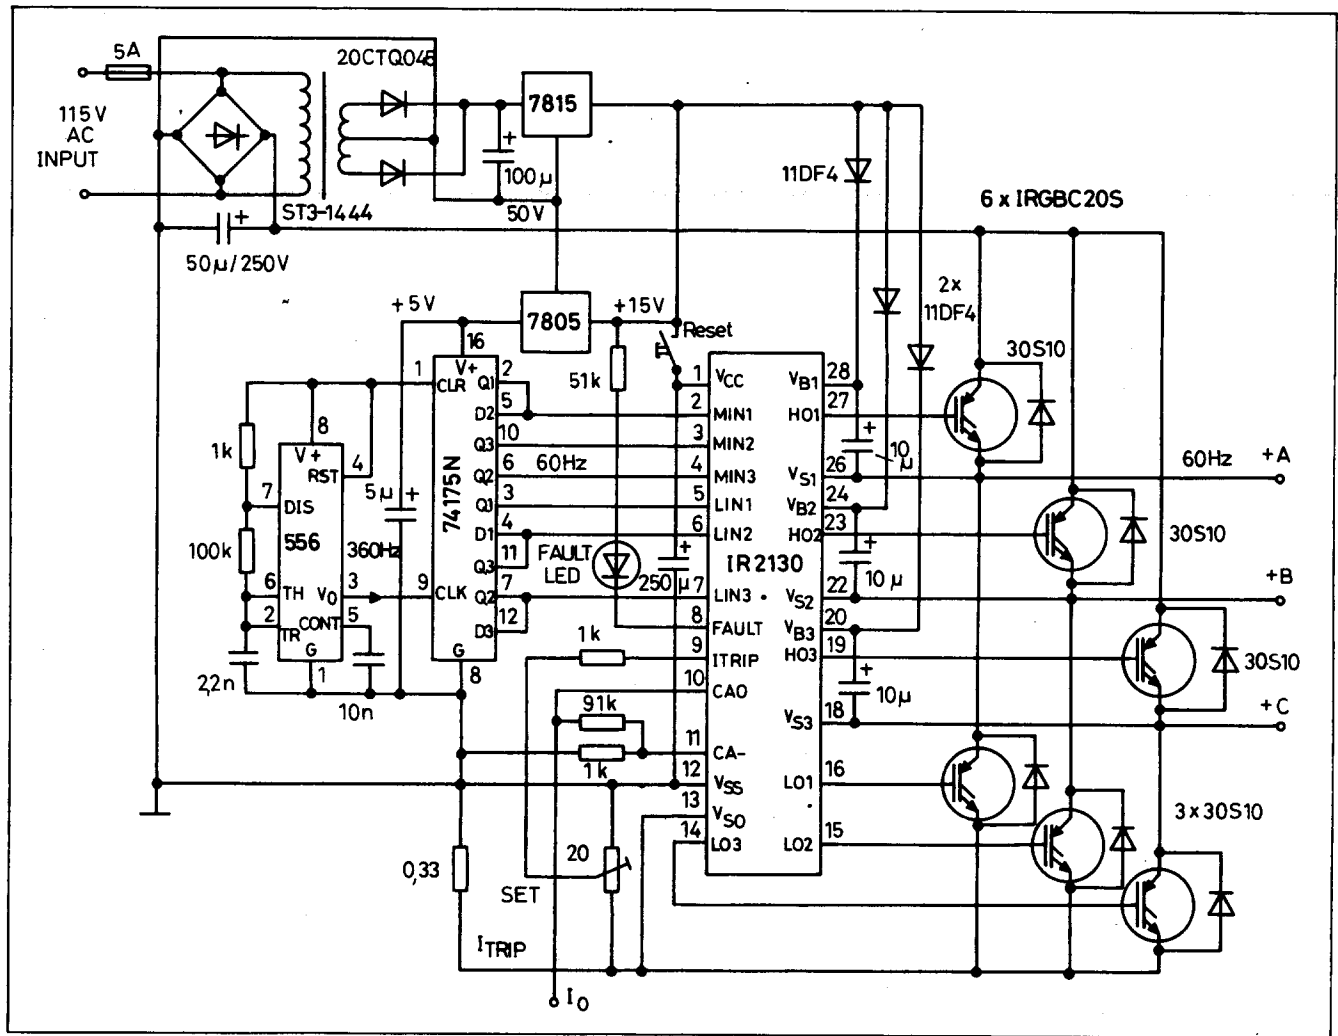 5A
20CTQ045
7815
115V
AC
INPUT
+
100µ
11DF4
ST3-1444
50V
6 x IRGBC20S
+
50µ/250V
2x
11DF4
+5V
7805
+15V
Reset
30S10
16
V+
1
CLR
Q1
2
51k
1
VCC
VB1
28
D2
5
2
MIN1
HO1
27
8
10
Q3
3
MIN2
+
10
µ
1k
V+
4
RST
Q2
6
60Hz
4
MIN3
VS1
26
60Hz
+A
7
DIS
5µ
+
74175N
Q1
3
5
LIN1
VB2
24
D1
4
6
LIN2
HO2
23
30S10
100k
556
360Hz
FAULT
LED
11
Q3
+
250
µ
IR2130
+
10µ
6
TH
VO
3
9
CLK
Q2
7
7
LIN3
VS2
22
+B
2
TR
CONT
5
12
D3
8
FAULT
VB3
20
G
1
G
8
1k
9
ITRIP
HO3
19
30S10
2,2n
10n
10
CAO
+
10µ
91k
VS3
18
+C
11
CA-
1k
12
VSS
LO1
16
13
VSO
3 x 30S10
14
LO3
LO2
15
0,33
20
SET
ITRIP
IO